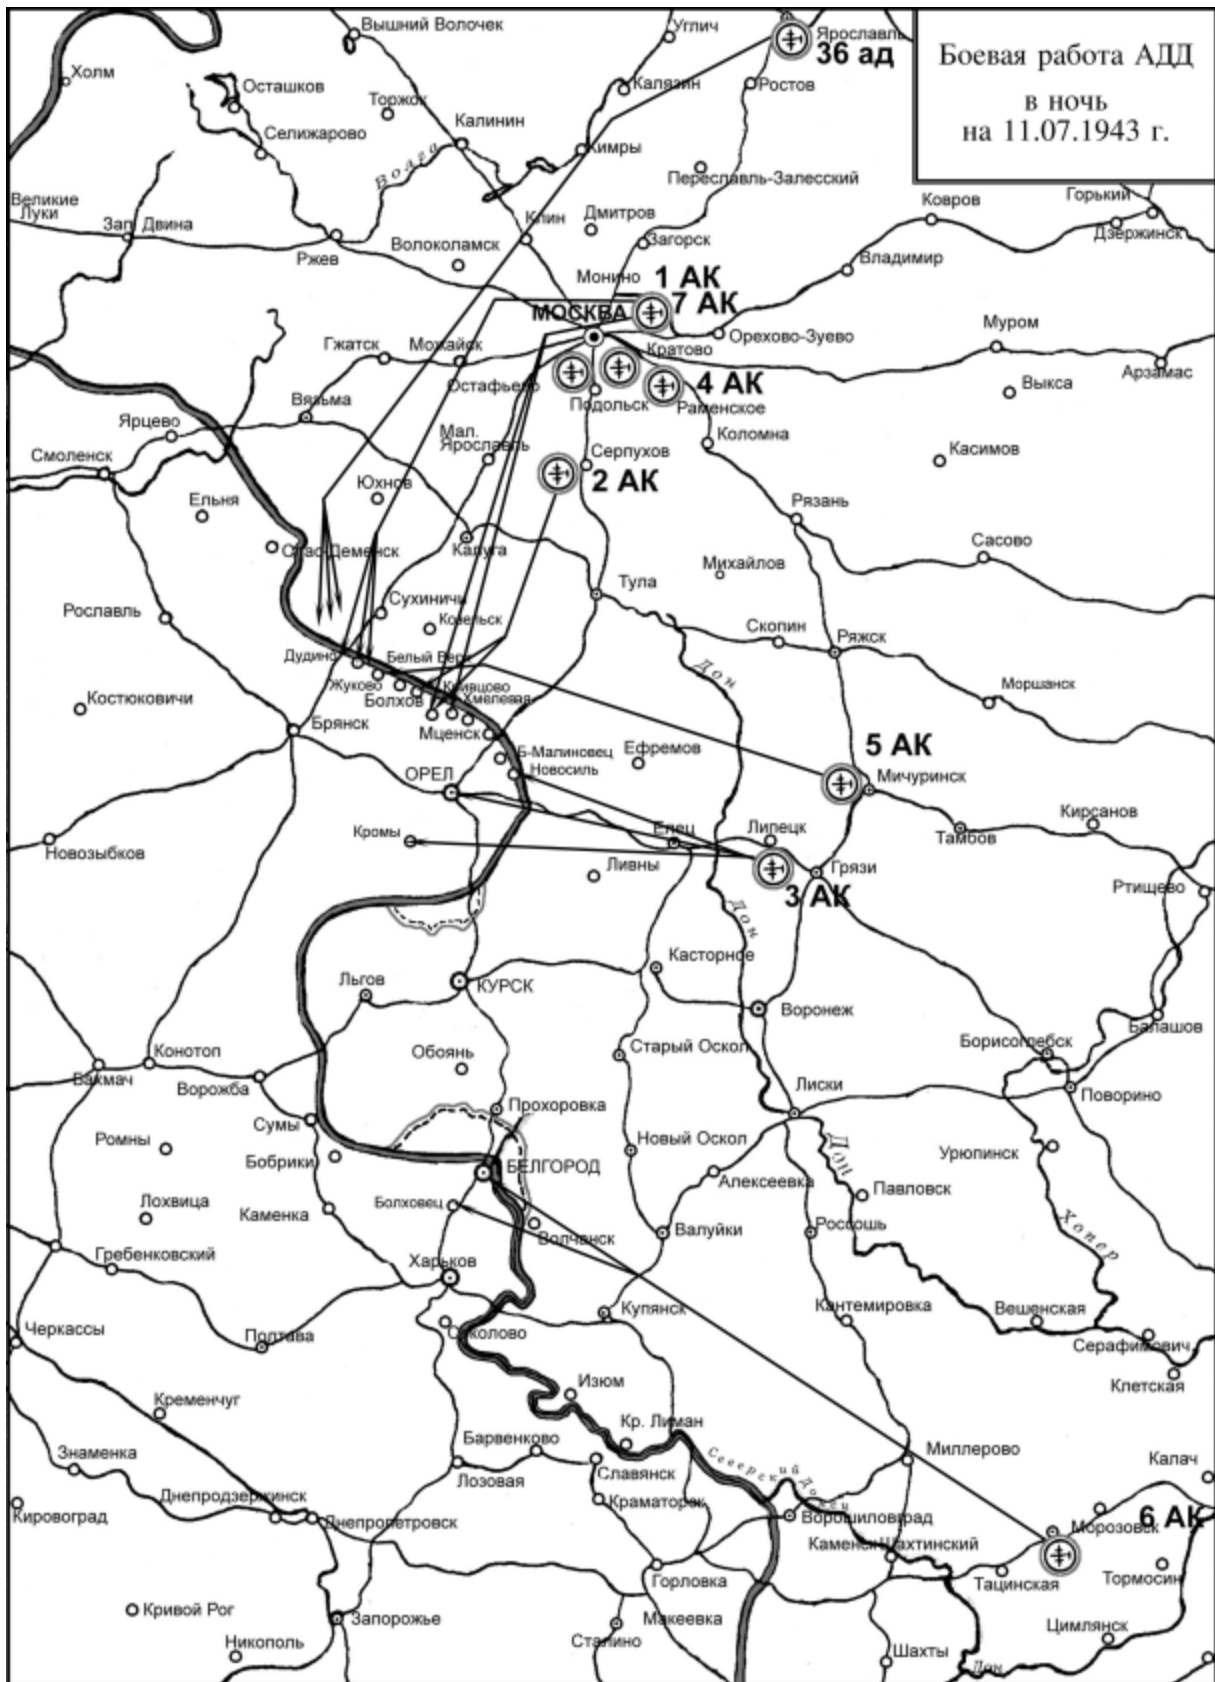 Вышний Волочек
Углич
Ярославль
36 ад
Боевая работа АДД
в ночь
на 11.07.1943 г.
Холм
Осташков
Торжок
Калязин
Ростов
Селижарово
Калинин
Волга
Кимры
Переславль-Залесский
Великие
Луки
Зап. Двина
Ржев
Клин
Дмитров
Волоколамск
Загорск
Ковров
Горький
Дзержинск
Владимир
Монино
1 АК
7 АК
МОСКВА
Орехово-Зуево
Муром
Гжатск
Можайск
Кратово
Арзамас
Остафьево
4 АК
Выкса
Вязьма
Подольск
Раменское
Ярцево
Мал.
Ярославль
Коломна
Смоленск
Серпухов
Касимов
2 АК
Юхнов
Ельня
Рязань
Спас-Деменск
Калуга
Сасово
Михайлов
Тула
Рославль
Сухиничи
Козельск
Скопин
Ряжск
Дудино
Белый Верх
Дон
Жуково
Кривцово
Моршанск
Костюковичи
Болхов
Хмелевая
Брянск
Мценск
5 АК
Б-Малиновец
Ефремов
Новосиль
ОРЕЛ
Мичуринск
Кирсанов
Кромы
Елец
Липецк
Тамбов
Новозыбков
Ливны
Грязи
3 АК
Ртищево
Дон
Касторное
Льгов
КУРСК
Воронеж
Балашов
Конотоп
Обоянь
Старый Оскол
Борисоглебск
Бахмач
Ворожба
Лиски
Поворино
Прохоровка
Сумы
Ромны
Новый Оскол
Дон
Урюпинск
Бобрики
БЕЛГОРОД
Алексеевка
Павловск
Лохвица
Каменка
Болховец
Волчанск
Валуйки
Россошь
Хопер
Гребенковский
Харьков
Купянск
Кантемировка
Вешенская
Черкассы
Полтава
Соколово
Серафимович
Изюм
Клетская
Кременчуг
Кр. Лиман
Барвенково
Северский Донец
Миллерово
Калач
Знаменка
Лозовая
Славянск
Днепродзержинск
Краматорск
Кировоград
Днепропетровск
Ворошиловград
Морозовск
6 АК
Каменск-Шахтинский
Горловка
Тацинская
Тормосин
Кривой Рог
Запорожье
Макеевка
Цимлянск
Никополь
Сталино
Шахты
Дон